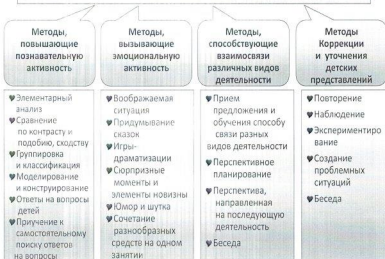 Методы,
повышающие
познавательную
активность
Методы,
вызывающие
эмоциональную
активность
Методы,
способствующие
взаимосвязи
различных видов
деятельности
Методы
Коррекции
и уточнения
детских
представлений
Элементарный
анализ
Сравнение
по контрасту и
подобию, сходству
Группировка
и классификация
Моделирование
и конструирование
Ответы на вопросы
детей
Приучение к
самостоятельному
поиску ответов
на вопросы
Воображаемая
ситуация
Придумывание
сказок
Игры-
драматизации
Сюрпризные
моменты и
элементы новизны
Юмор и шутка
Сочетание
разнообразных
средств на одном
занятии
Прием
предложения и
обучения способу
связи разных
видов деятельности
Перспективное
планирование
Перспектива,
направленная
на последующую
деятельность
Беседа
Повторение
Наблюдение
Экспериментиро
вание
Создание
проблемных
ситуаций
Беседа